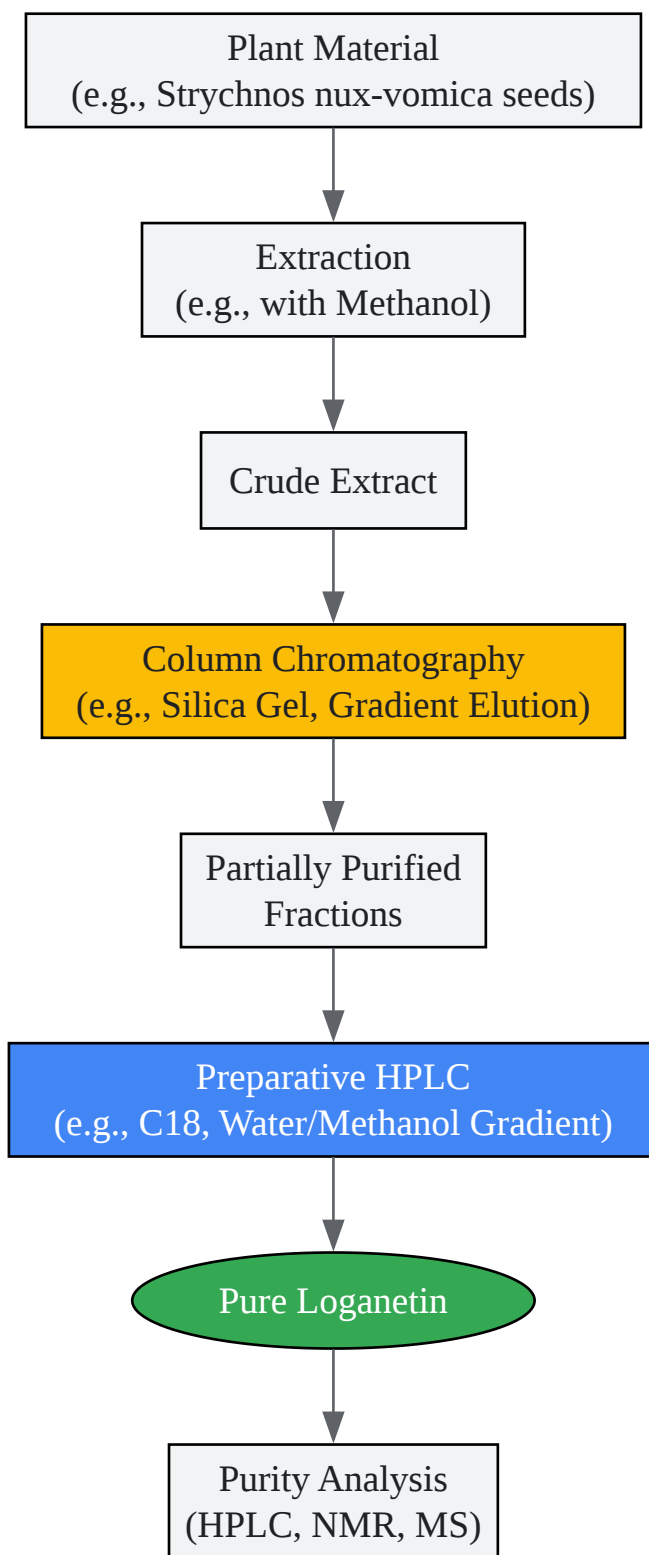 Plant Material
(e.g., Strychnos nux-vomica seeds)
Extraction
(e.g., with Methanol)
Crude Extract
Column Chromatography
(e.g., Silica Gel, Gradient Elution)
Partially Purified
Fractions
Preparative HPLC
(e.g., C18, Water/Methanol Gradient)
Pure Loganetin
Purity Analysis
(HPLC, NMR, MS)